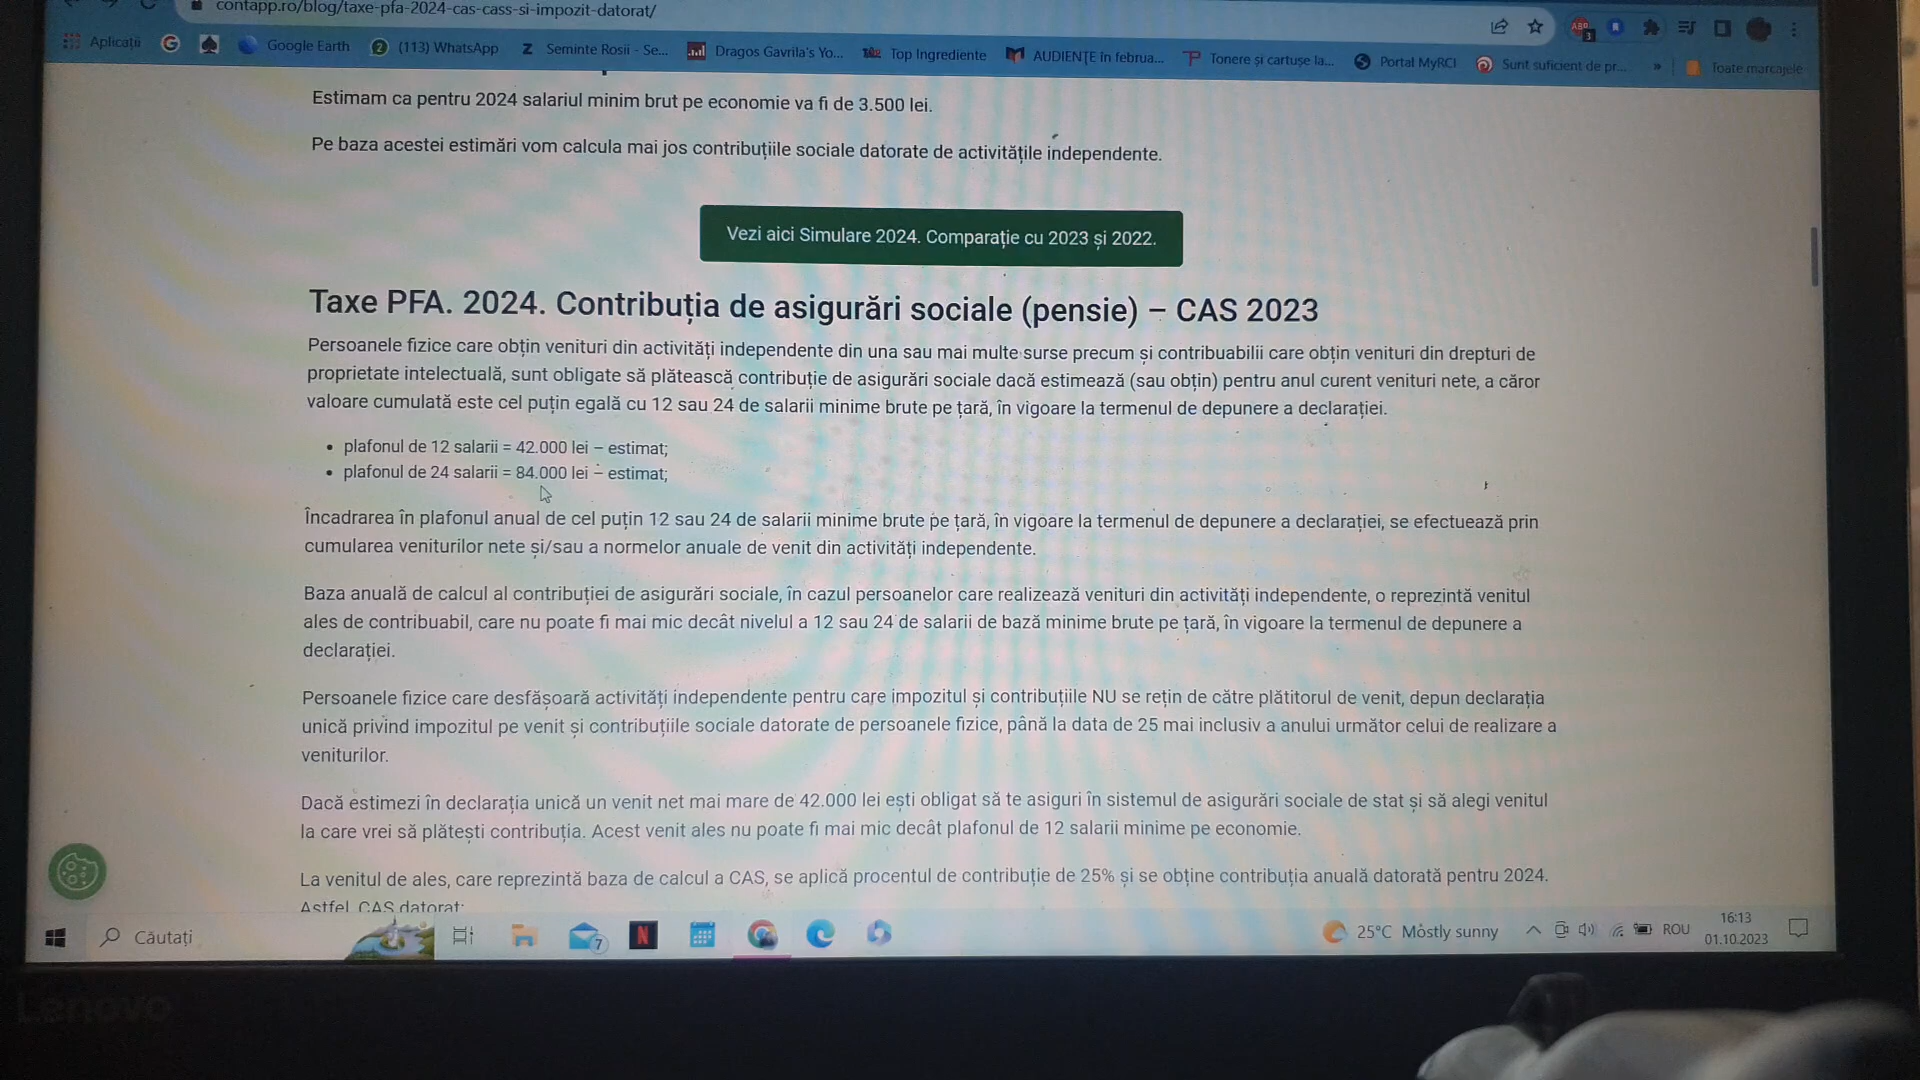 contapp.ro/blog/taxe-pfa-2024-cas-cass-si-impozit-datorat/
Aplicații
Google Earth
(113) WhatsApp
Seminte Rosii - Se...
Dragos Gavrila's Yo...
Top Ingrediente
AUDIENȚE în februa...
Tonere și cartușe la...
Portal MyRCI
Sunt suficient de pr...
»
Toate marcajele
Estimam ca pentru 2024 salariul minim brut pe economie va fi de 3.500 lei.
Pe baza acestei estimări vom calcula mai jos contribuțiile sociale datorate de activitățile independente.
Vezi aici Simulare 2024. Comparație cu 2023 și 2022.
Taxe PFA. 2024. Contribuția de asigurări sociale (pensie) – CAS 2023
Persoanele fizice care obțin venituri din activități independente din una sau mai multe surse precum și contribuabilii care obțin venituri din drepturi de
proprietate intelectuală, sunt obligate să plătească contribuție de asigurări sociale dacă estimează (sau obțin) pentru anul curent venituri nete, a căror
valoare cumulată este cel puțin egală cu 12 sau 24 de salarii minime brute pe țară, în vigoare la termenul de depunere a declarației.
• plafonul de 12 salarii = 42.000 lei – estimat;
• plafonul de 24 salarii = 84.000 lei – estimat;
Încadrarea în plafonul anual de cel puțin 12 sau 24 de salarii minime brute pe țară, în vigoare la termenul de depunere a declarației, se efectuează prin
cumularea veniturilor nete și/sau a normelor anuale de venit din activități independente.
Baza anuală de calcul al contribuției de asigurări sociale, în cazul persoanelor care realizează venituri din activități independente, o reprezintă venitul
ales de contribuabil, care nu poate fi mai mic decât nivelul a 12 sau 24 de salarii de bază minime brute pe țară, în vigoare la termenul de depunere a
declarației.
Persoanele fizice care desfășoară activități independente pentru care impozitul și contribuțiile NU se rețin de către plătitorul de venit, depun declarația
unică privind impozitul pe venit și contribuțiile sociale datorate de persoanele fizice, până la data de 25 mai inclusiv a anului următor celui de realizare a
veniturilor.
Dacă estimezi în declarația unică un venit net mai mare de 42.000 lei ești obligat să te asiguri în sistemul de asigurări sociale de stat și să alegi venitul
la care vrei să plătești contribuția. Acest venit ales nu poate fi mai mic decât plafonul de 12 salarii minime pe economie.
La venitul de ales, care reprezintă baza de calcul a CAS, se aplică procentul de contribuție de 25% și se obține contribuția anuală datorată pentru 2024.
Astfel, CAS datorat:
Căutați
7
N
25°C Mostly sunny
ROU
16:13
01.10.2023
Lenovo